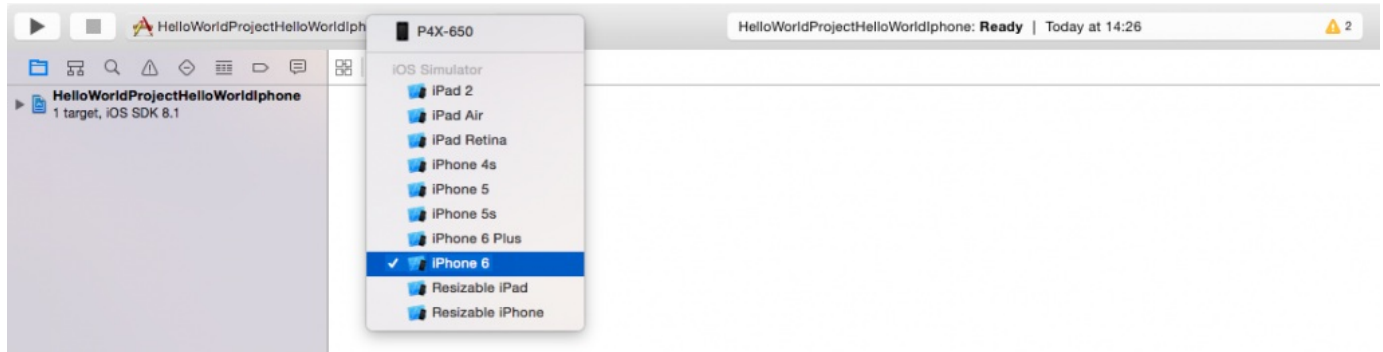 HelloWorldProjectHelloWorldIph
P4X-650
HelloWorldProjectHelloWorldIphone: Ready | Today at 14:26
2
iOS Simulator
HelloWorldProjectHelloWorldIphone
1 target, iOS SDK 8.1
iPad 2
iPad Air
iPad Retina
iPhone 4s
iPhone 5
iPhone 5s
iPhone 6 Plus
iPhone 6
Resizable iPad
Resizable iPhone